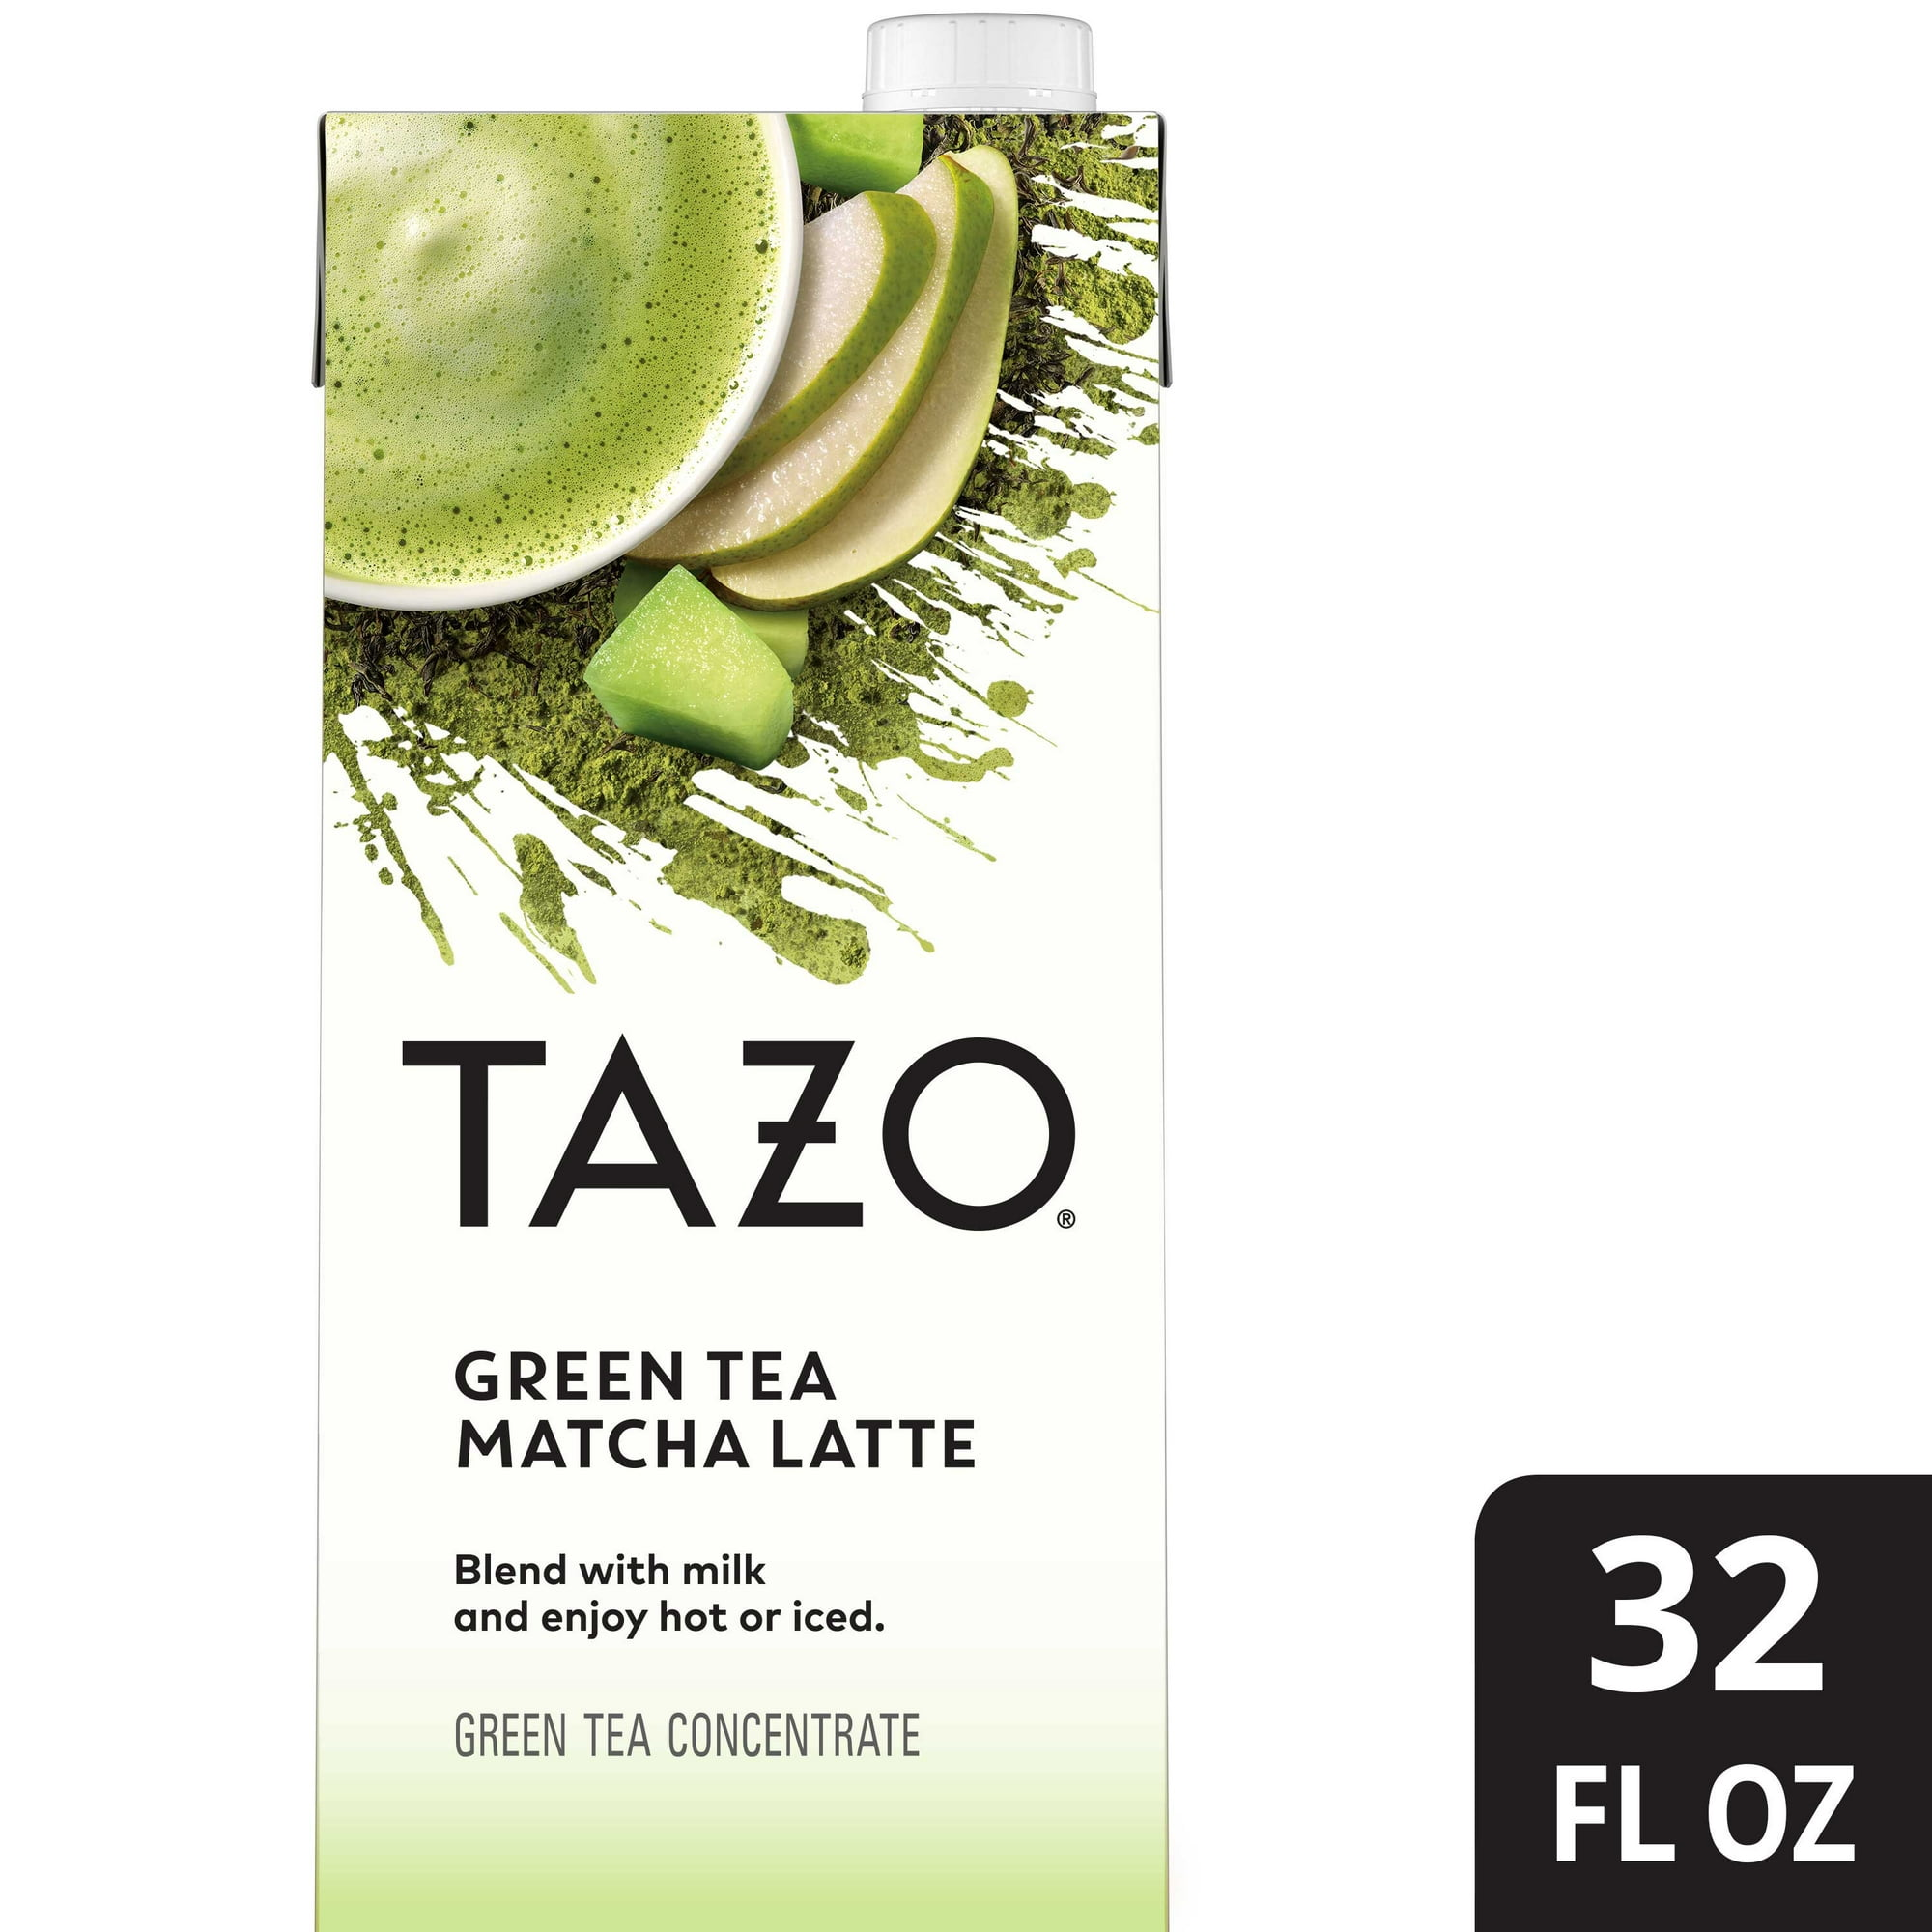 TAZO®
GREEN TEA
MATCHA LATTE
Blend with milk
and enjoy hot or iced.
GREEN TEA CONCENTRATE
32
FL OZ